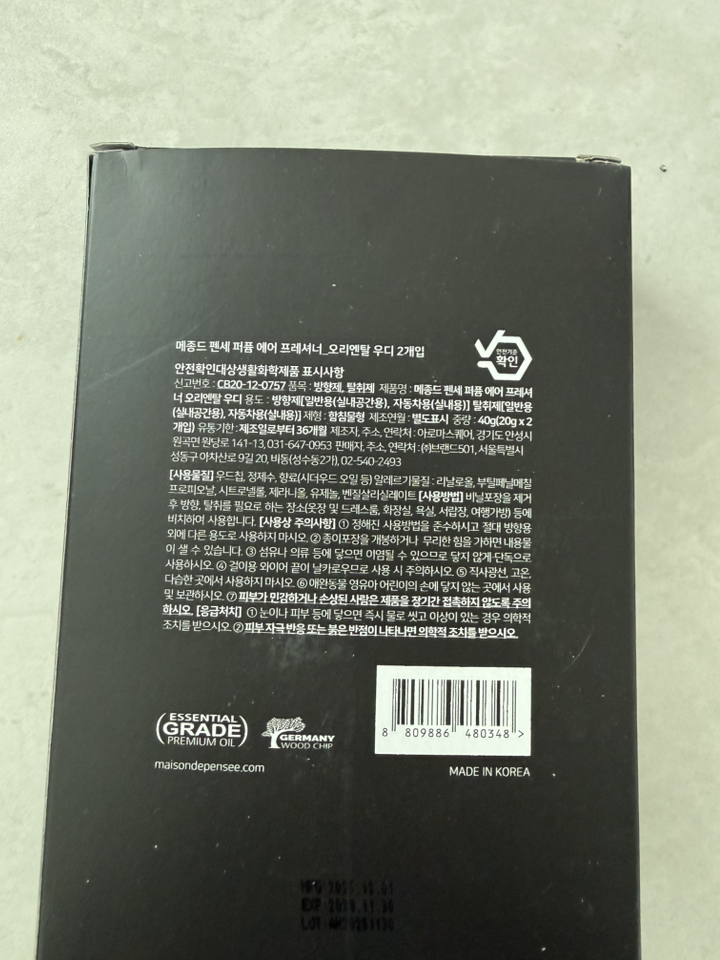 메종드 펜세 퍼퓸 에어 프레셔너_오리엔탈 우디 2개입
안전기준
확인
안전확인대상생활화학제품 표시사항
신고번호 : CB20-12-0757 품목 : 방향제, 탈취제 제품명 : 메종드 펜세 퍼퓸 에어 프레셔
너 오리엔탈 우디 용도 : 방향제[일반용(실내공간용), 자동차용(실내용)] 탈취제[일반용
(실내공간용), 자동차용(실내용)] 제형 : 함침물형 제조연월 : 별도표시 중량 : 40g(20g x 2
개입) 유통기한 : 제조일로부터 36개월 제조지, 주소, 연락처 : 아로마스퀘어, 경기도 안성시
원곡면 원당로 141-13, 031-647-0953 판매자, 주소, 연락처 : ㈜브랜드501, 서울특별시
성동구 아차산로 9길 20, 비동(성수동2가), 02-540-2493
[사용물질] 우드칩, 정제수, 향료(시더우드 오일 등) 알레르기물질 : 리날로올, 부틸페닐메칠
프로피오날, 시트로넬롤, 제라니올, 유제놀, 벤질살리실레이트 [사용방법] 비닐포장을 제거
후 방향, 탈취를 필요로 하는 장소(옷장 및 드레스룸, 화장실, 욕실, 서랍장, 여행가방) 등에
비치하여 사용합니다. [사용상 주의사항] ① 정해진 사용방법을 준수하시고 절대 방향용
외에 다른 용도로 사용하지 마시오. ② 종이포장을 개봉하거나 무리한 힘을 가하면 내용물
이 샐 수 있습니다. ③ 섬유나 의류 등에 닿으면 이염될 수 있으므로 닿지 않게 단독으로
사용하시오. ④ 걸이용 와이어 끝이 날카로우므로 사용 시 주의하시오. ⑤ 직사광선, 고온,
다습한 곳에서 사용하지 마시오. ⑥ 애완동물 영유아 어린이의 손에 닿지 않는 곳에서 사용
및 보관하시오. ⑦ 피부가 민감하거나 손상된 사람은 제품을 장기간 접촉하지 않도록 주의
하시오. [응급처치] ① 눈이나 피부 등에 닿으면 즉시 물로 씻고 이상이 있는 경우 의학적
조치를 받으시오. ② 피부 자극 반응 또는 붉은 반점이 나타나면 의학적 조치를 받으시오.
ESSENTIAL
GRADE
PREMIUM OIL
GERMANY
WOOD CHIP
8 809886 480348 >
maisondepensee.com
MADE IN KOREA
MFG
EXP
LOT